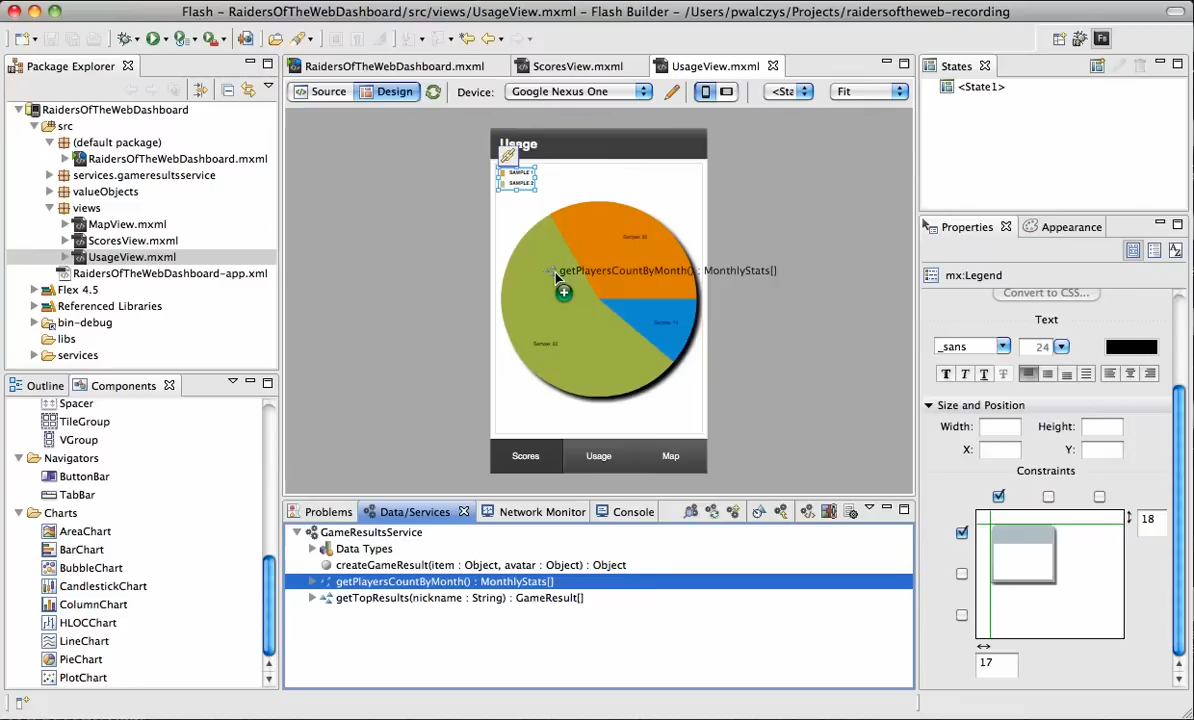 Flash - RaidersOfTheWebDashboard/src/views/UsageView.mxml - Flash Builder - /Users/pwalczys/Projects/raidersoftheweb-recording
Package Explorer
RaidersOfTheWebDashboard
src
(default package)
RaidersOfTheWebDashboard.mxml
services.gameresultsservice
valueObjects
views
MapView.mxml
ScoresView.mxml
UsageView.mxml
RaidersOfTheWebDashboard-app.xml
Flex 4.5
Referenced Libraries
bin-debug
libs
services
Outline
Components
Spacer
TileGroup
VGroup
Navigators
ButtonBar
TabBar
Charts
AreaChart
BarChart
BubbleChart
CandlestickChart
ColumnChart
HLOCChart
LineChart
PieChart
PlotChart
RaidersOfTheWebDashboard.mxml
ScoresView.mxml
UsageView.mxml
Source
Design
Device:
Google Nexus One
<Sta
Fit
Usage
SAMPLE 1
SAMPLE 2
getPlayersCountByMonth() : MonthlyStats[]
Scores
Usage
Map
Problems
Data/Services
Network Monitor
Console
GameResultsService
Data Types
createGameResult(item : Object, avatar : Object) : Object
getPlayersCountByMonth() : MonthlyStats[]
getTopResults(nickname : String) : GameResult[]
States
<State1>
Properties
Appearance
mx:Legend
Convert to CSS...
Text
_sans
24
T
T
T
T
Size and Position
Width:
Height:
X:
Y:
Constraints
18
17